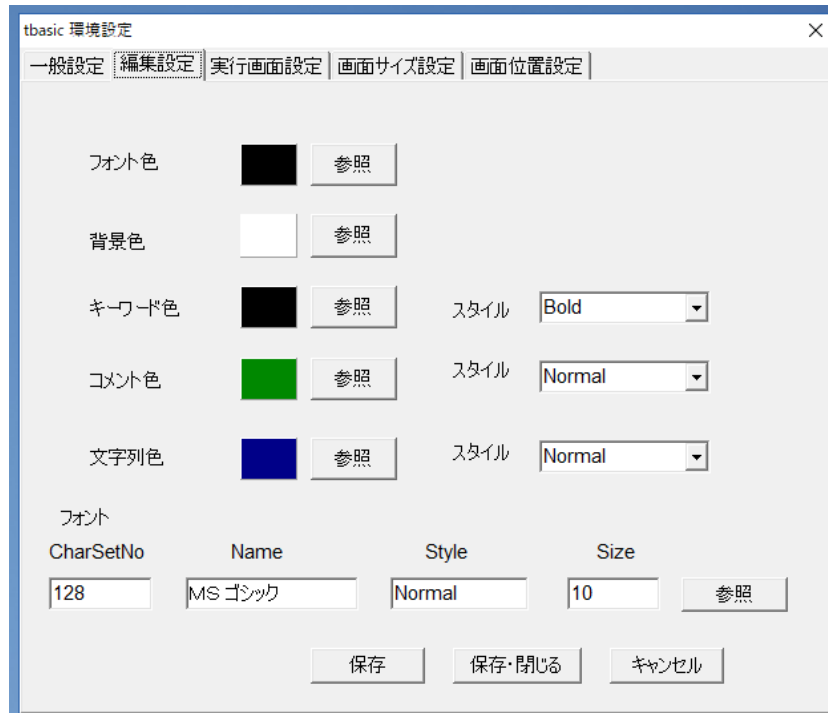 tbasic 環境設定
一般設定 編集設定 実行画面設定 画面サイズ設定 画面位置設定
フォント色 参照
背景色 参照
キーワード色 参照 スタイル Bold
コメント色 参照 スタイル Normal
文字列色 参照 スタイル Normal
フォント
CharSetNo Name Style Size
128 MS ゴシック Normal 10 参照
保存 保存・閉じる キャンセル